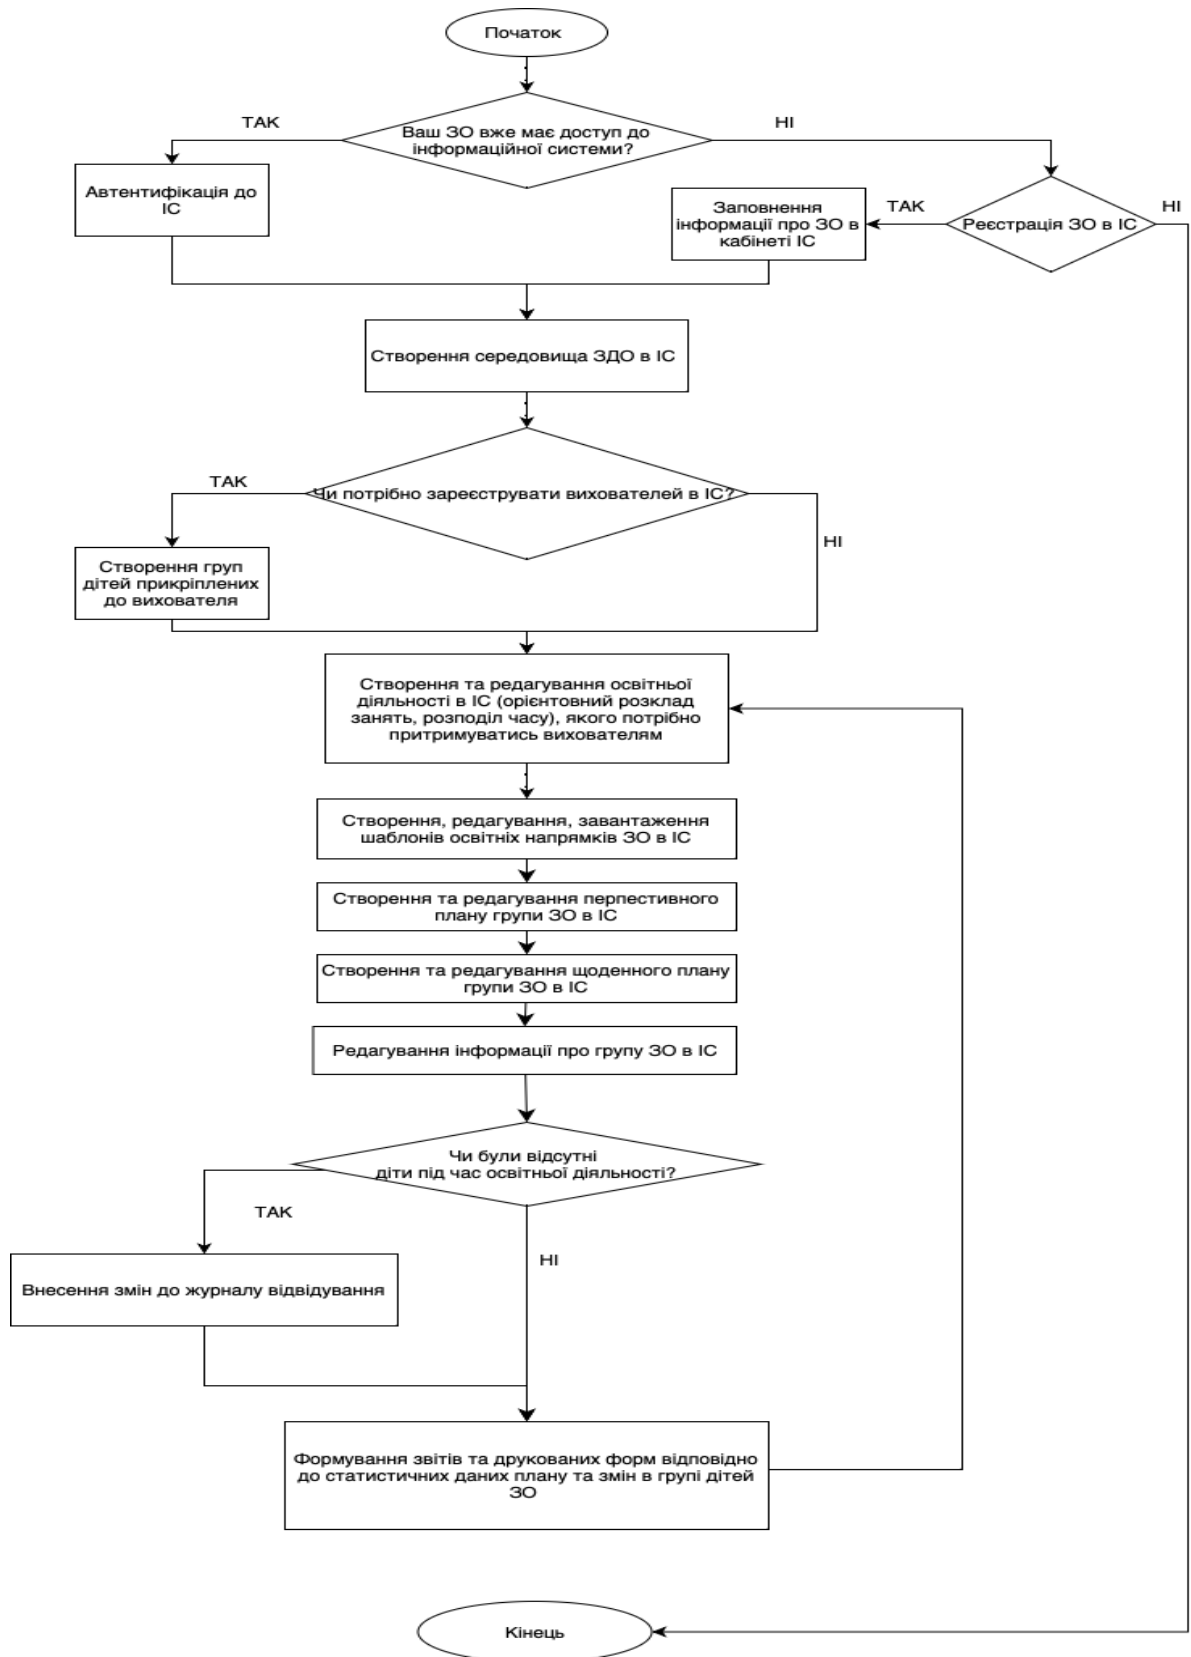 Початок
ТАК
НІ
Ваш ЗО вже має доступ до
інформаційної системи?
Автентифікація до
ІС
Заповнення
інформації про ЗО в
кабінеті ІС
ТАК
Реєстрація ЗО в ІС
НІ
Створення середовища ЗДО в ІС
ТАК
Чи потрібно зареєструвати вихователей в ІС?
НІ
Створення груп
дітей прикріплених
до вихователя
Створення та редагування освітньої
діяльності в ІС (орієнтовний розклад
занять, розподіл часу), якого потрібно
притримуватись вихователям
Створення, редагування, завантаження
шаблонів освітніх напрямків ЗО в ІС
Створення та редагування перпестивного
плану групи ЗО в ІС
Створення та редагування щоденного плану
групи ЗО в ІС
Редагування інформації про групу ЗО в ІС
Чи були відсутні
діти під час освітньої діяльності?
ТАК
НІ
Внесення змін до журналу відвідування
Формування звітів та друкованих форм відповідно
до статистичних даних плану та змін в групі дітей
ЗО
Кінець